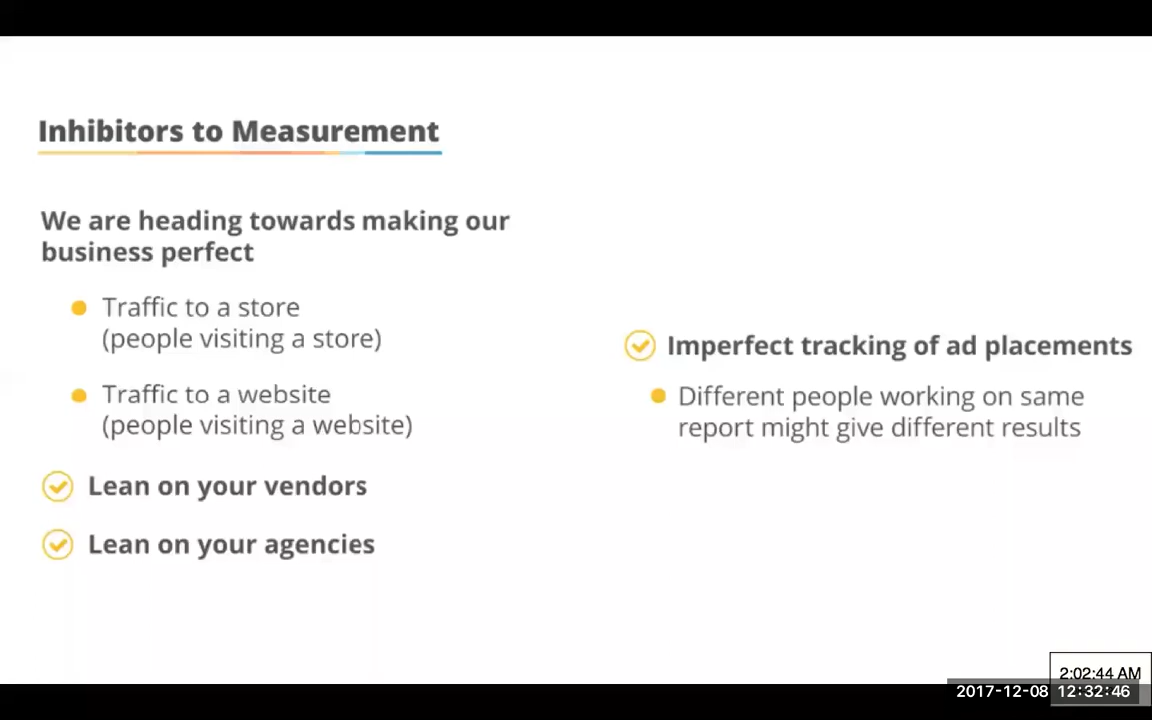 Inhibitors to Measurement
We are heading towards making our
business perfect
Traffic to a store
(people visiting a store)
Traffic to a website
(people visiting a website)
Lean on your vendors
Lean on your agencies
Imperfect tracking of ad placements
Different people working on same
report might give different results
2:02:44 AM
2017-12-08 12:32:46